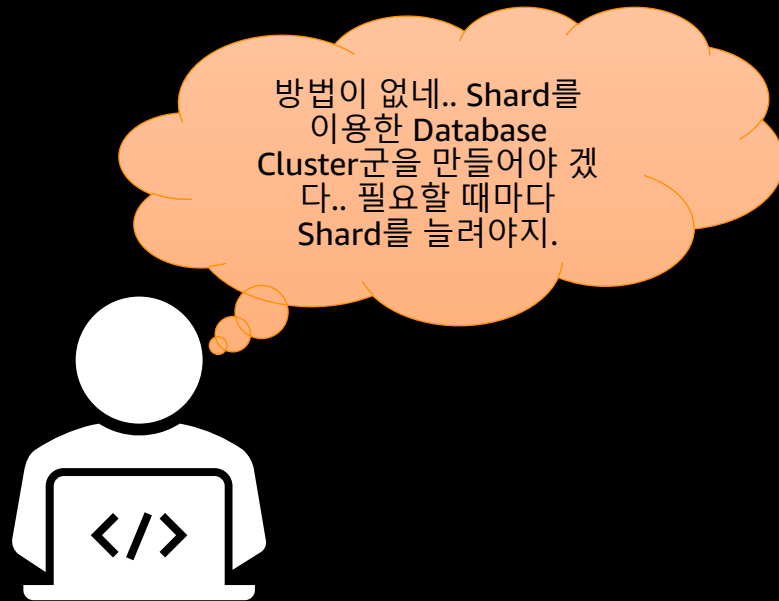 방법이 없네.. Shard를
이용한 Database
Cluster군을 만들어야 겠
다.. 필요할 때마다
Shard를 늘려야지.
</>